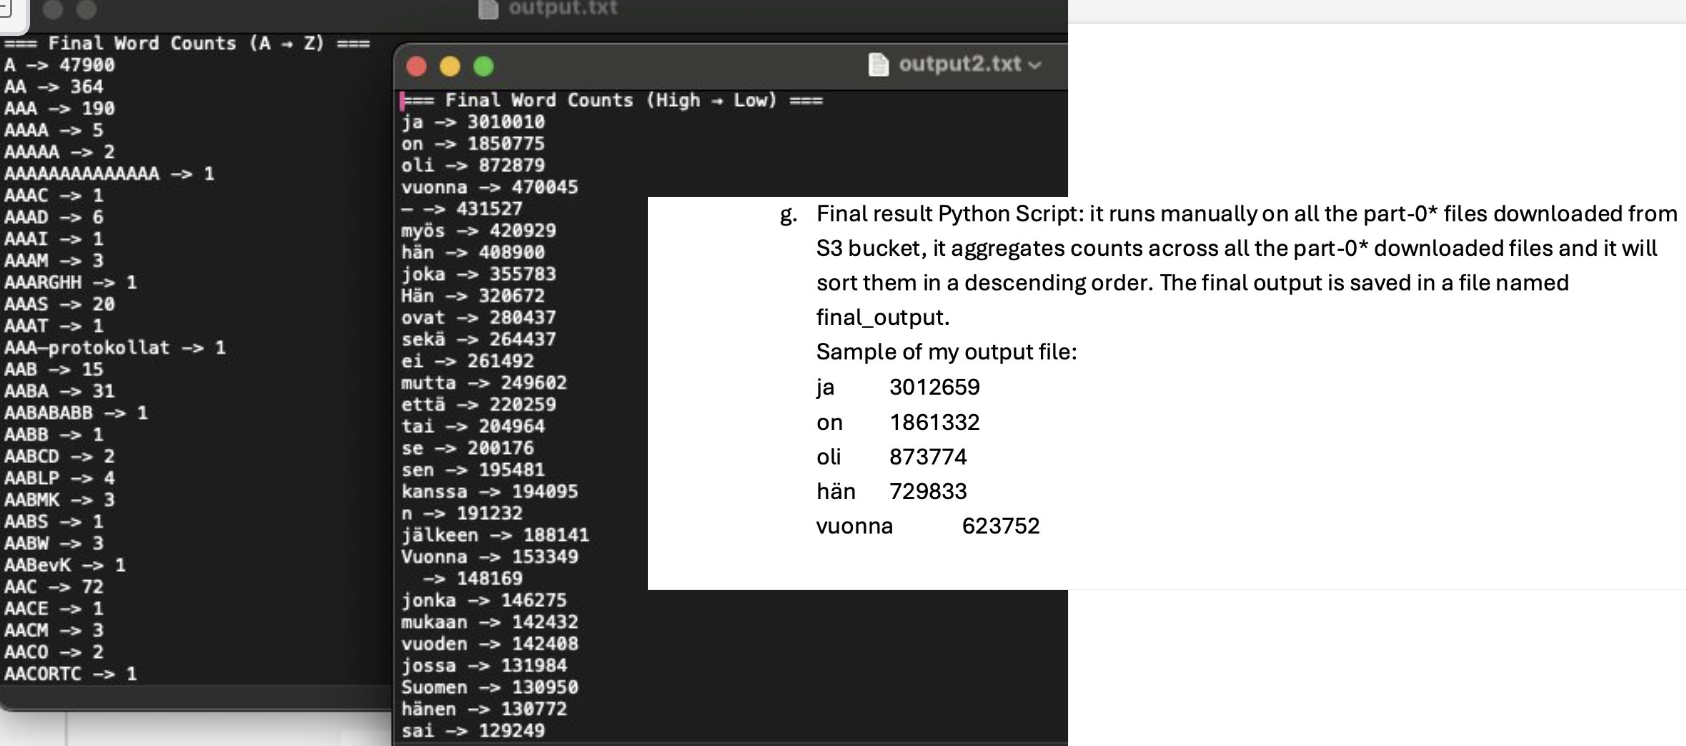 output.txt
=== Final Word Counts (A → Z) ===
A -> 47900
AA -> 364
AAA -> 190
AAAA -> 5
AAAAA -> 2
AAAAAAAAAAAAAA -> 1
AAAC -> 1
AAAD -> 6
AAAI -> 1
AAAM -> 3
AAARGHH -> 1
AAAS -> 20
AAAT -> 1
AAA–protokollat -> 1
AAB -> 15
AABA -> 31
AABABABB -> 1
AABB -> 1
AABCD -> 2
AABLP -> 4
AABMK -> 3
AABS -> 1
AABW -> 3
AABevK -> 1
AAC -> 72
AACE -> 1
AACM -> 3
AACO -> 2
AACORTC -> 1
output2.txt
=== Final Word Counts (High → Low) ===
ja -> 3010010
on -> 1850775
oli -> 872879
vuonna -> 470045
– -> 431527
myös -> 420929
hän -> 408900
joka -> 355783
Hän -> 320672
ovat -> 280437
sekä -> 264437
ei -> 261492
mutta -> 249602
että -> 220259
tai -> 204964
se -> 200176
sen -> 195481
kanssa -> 194095
n -> 191232
jälkeen -> 188141
Vuonna -> 153349
-> 148169
jonka -> 146275
mukaan -> 142432
vuoden -> 142408
jossa -> 131984
Suomen -> 130950
hänen -> 130772
sai -> 129249
g. Final result Python Script: it runs manually on all the part-0* files downloaded from
S3 bucket, it aggregates counts across all the part-0* downloaded files and it will
sort them in a descending order. The final output is saved in a file named
final_output.
Sample of my output file:
ja 3012659
on 1861332
oli 873774
hän 729833
vuonna 623752